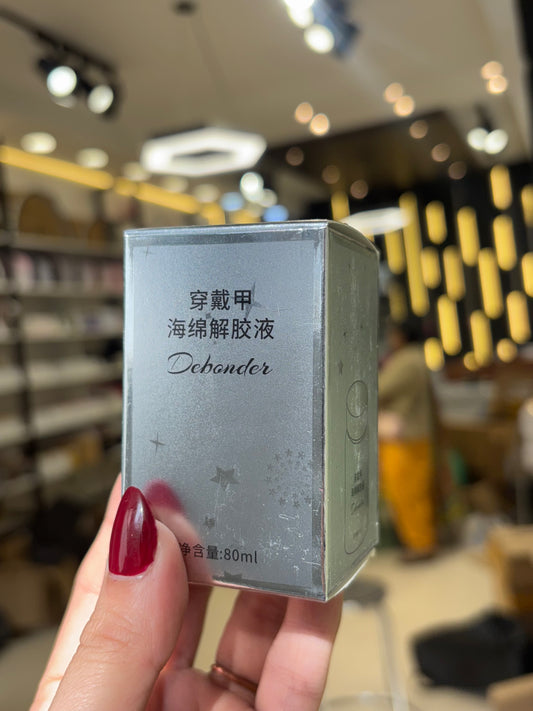 穿戴甲
海绵解胶液
Debonder
净含量:80ml